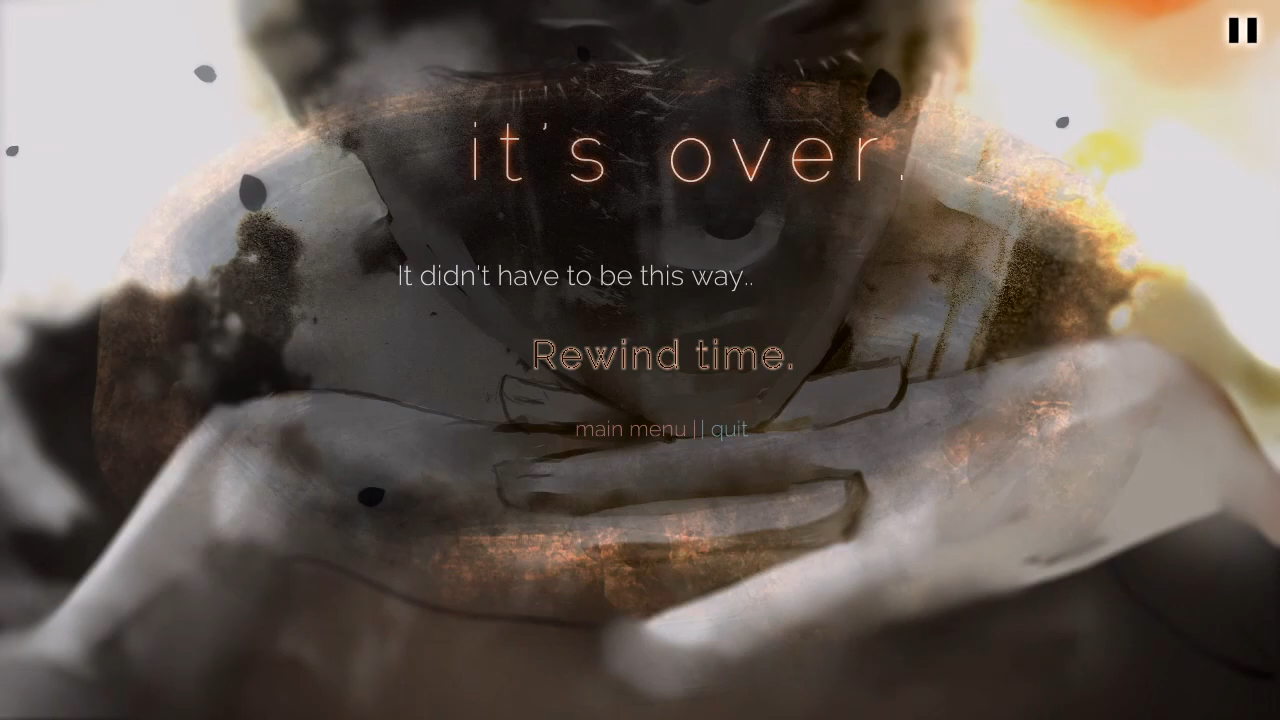 it's over.
It didn't have to be this way..
Rewind time.
main menu || quit